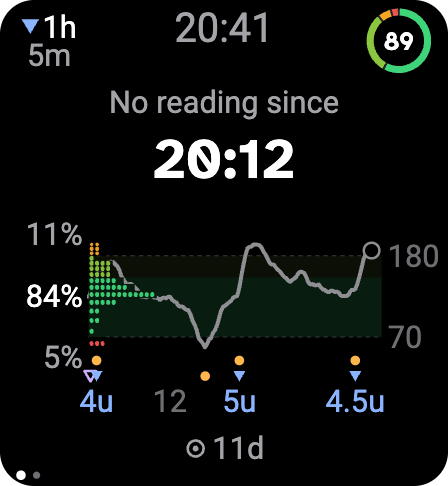 ▼1h 20:41 89
5m
No reading since
20:12
11%
180
84%
70
5%
4u 12 5u 4.5u
11d